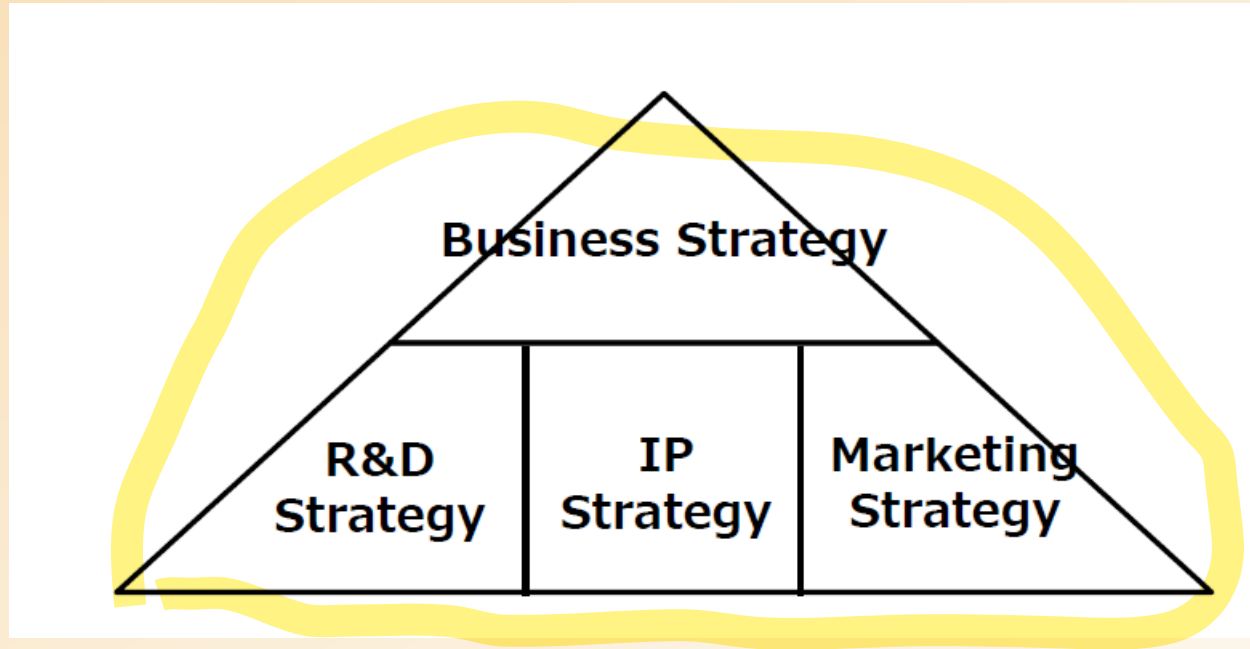 Business Strategy
R&D
Strategy
IP
Strategy
Marketing
Strategy